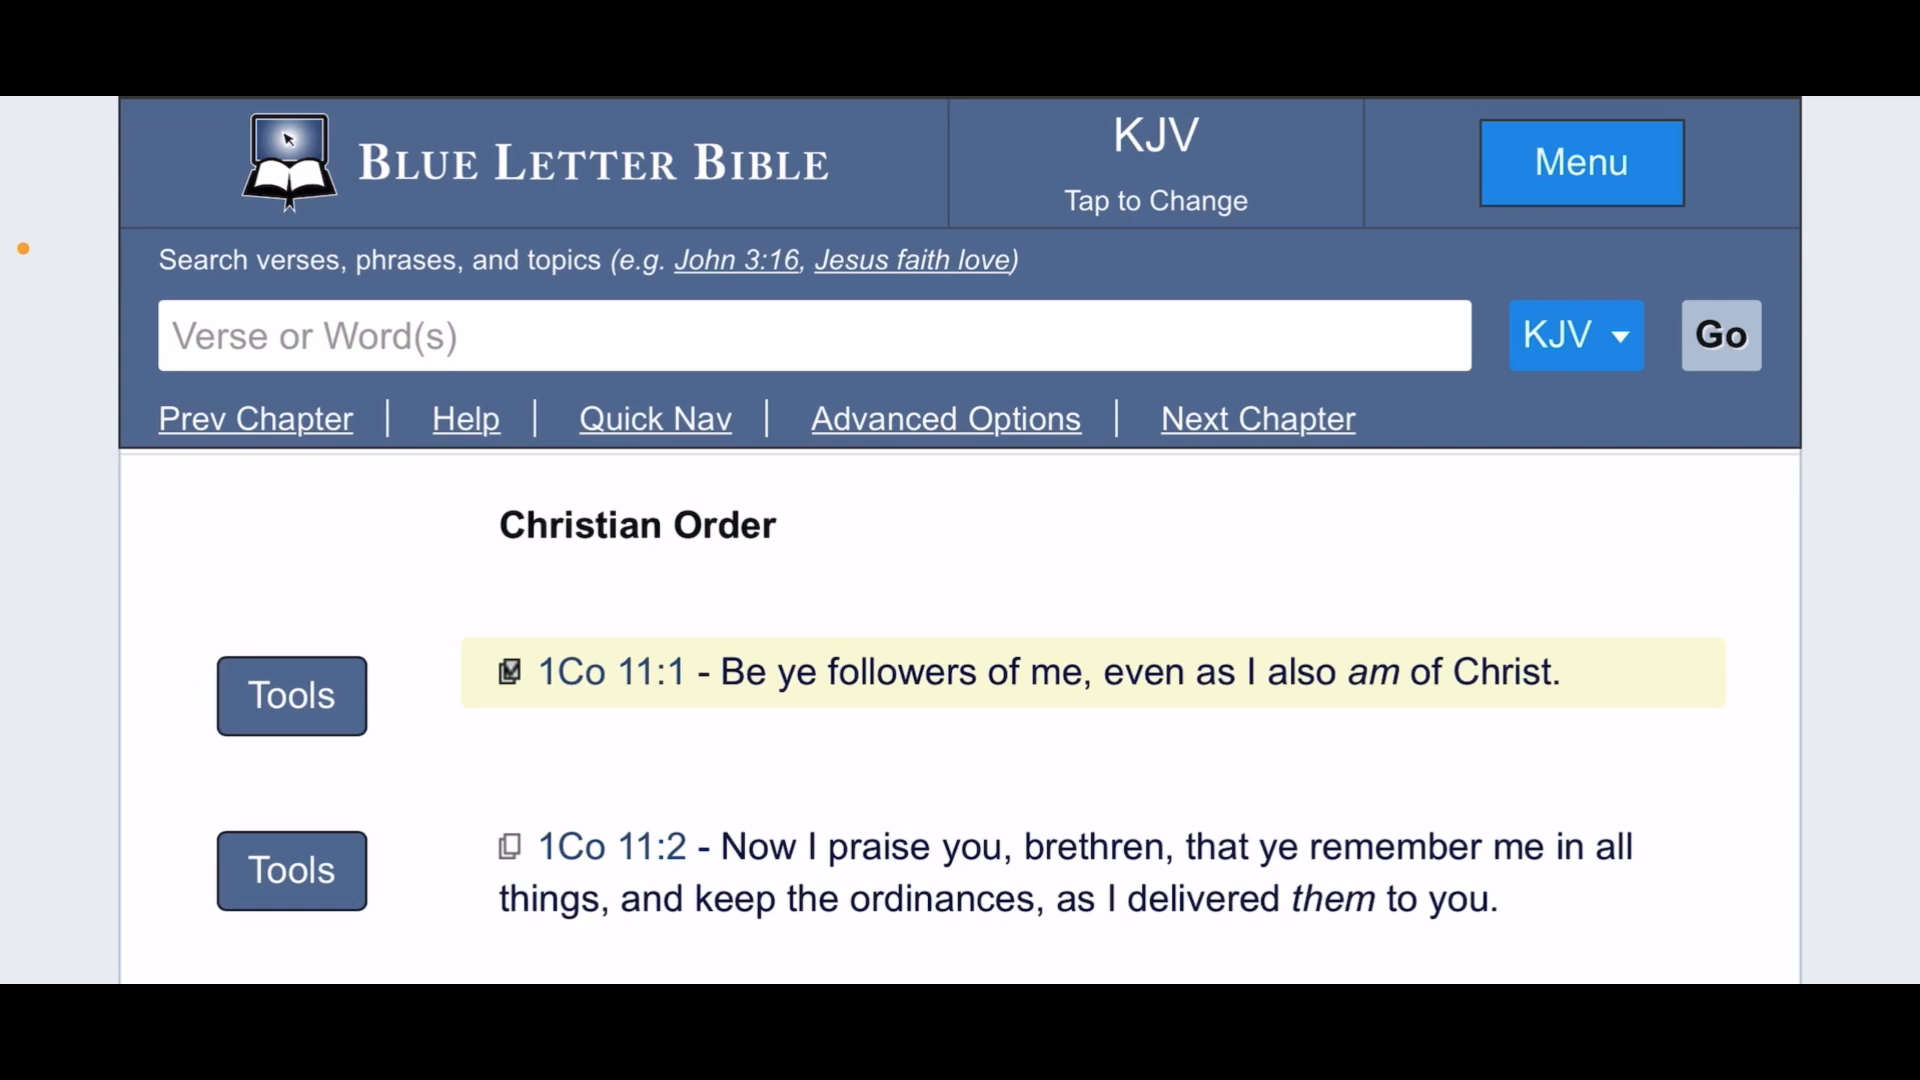 BLUE LETTER BIBLE
KJV
Tap to Change
Menu
Search verses, phrases, and topics (e.g. John 3:16, Jesus faith love)
Verse or Word(s)
KJV
Go
Prev Chapter | Help | Quick Nav | Advanced Options | Next Chapter
Christian Order
Tools
1Co 11:1 - Be ye followers of me, even as I also am of Christ.
Tools
1Co 11:2 - Now I praise you, brethren, that ye remember me in all
things, and keep the ordinances, as I delivered them to you.